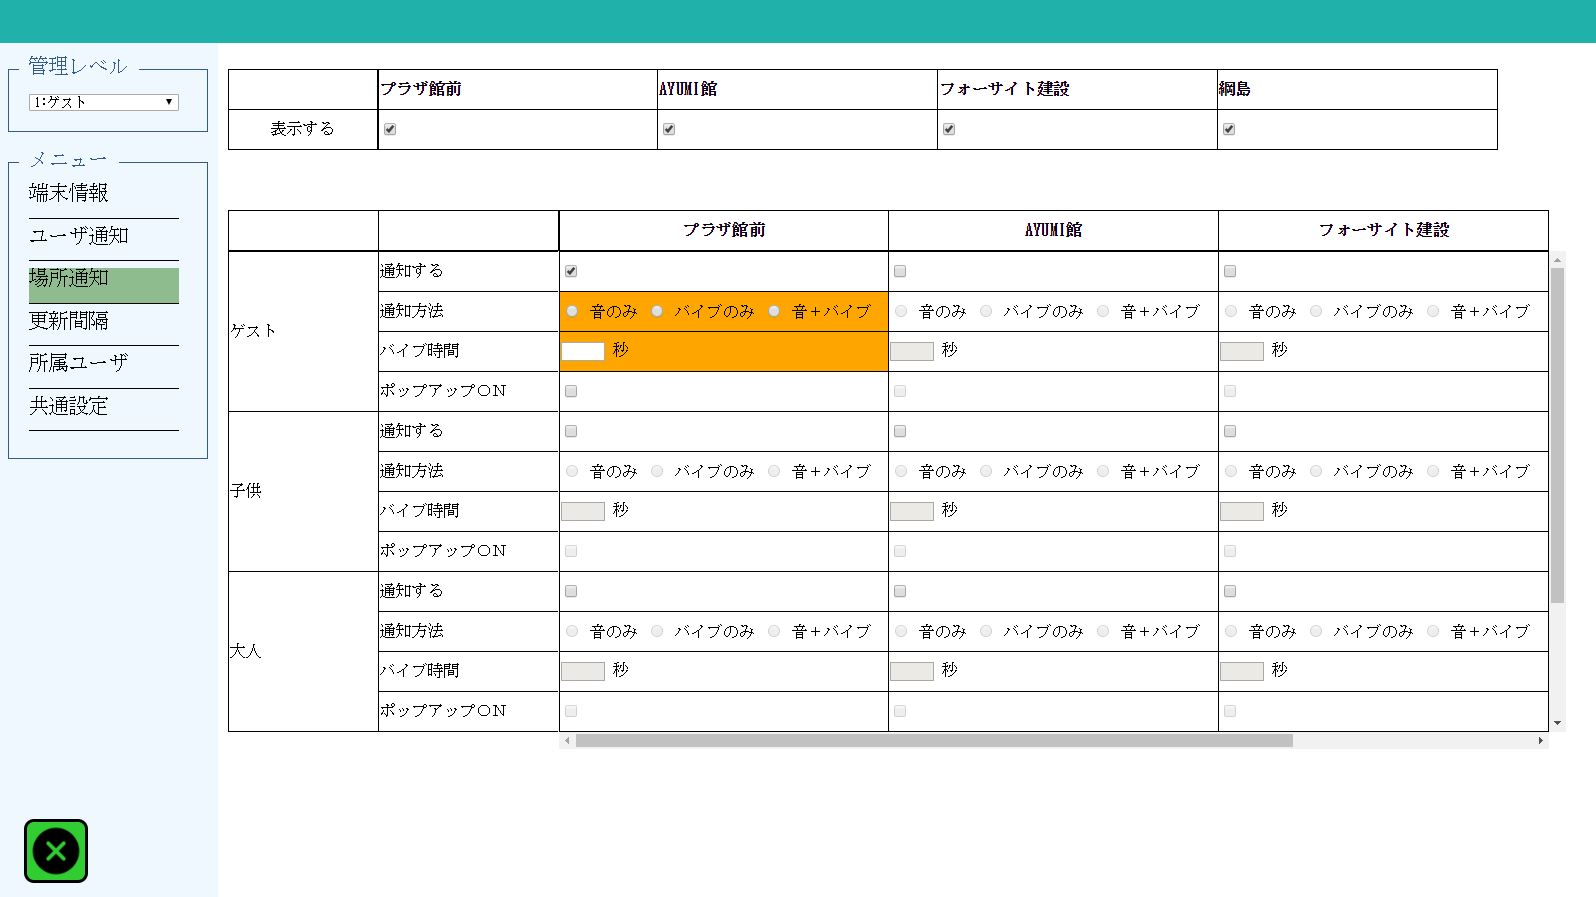 管理レベル
1:ゲスト
メニュー
端末情報
ユーザ通知
場所通知
更新間隔
所属ユーザ
共通設定
プラザ館前 AYUMI館 フォーサイト建設 綱島
表示する
プラザ館前 AYUMI館 フォーサイト建設
ゲスト
通知する
通知方法 音のみ バイブのみ 音＋バイブ 音のみ バイブのみ 音＋バイブ 音のみ バイブのみ 音＋バイブ
バイブ時間 秒 秒 秒
ポップアップＯＮ
子供
通知する
通知方法 音のみ バイブのみ 音＋バイブ 音のみ バイブのみ 音＋バイブ 音のみ バイブのみ 音＋バイブ
バイブ時間 秒 秒 秒
ポップアップＯＮ
大人
通知する
通知方法 音のみ バイブのみ 音＋バイブ 音のみ バイブのみ 音＋バイブ 音のみ バイブのみ 音＋バイブ
バイブ時間 秒 秒 秒
ポップアップＯＮ